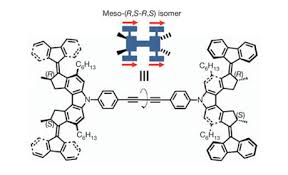 Meso-(R,S-R,S) isomer
C6H13
C6H13
(R)
(R)
N
N
(S)
(S)
C6H13
C6H13